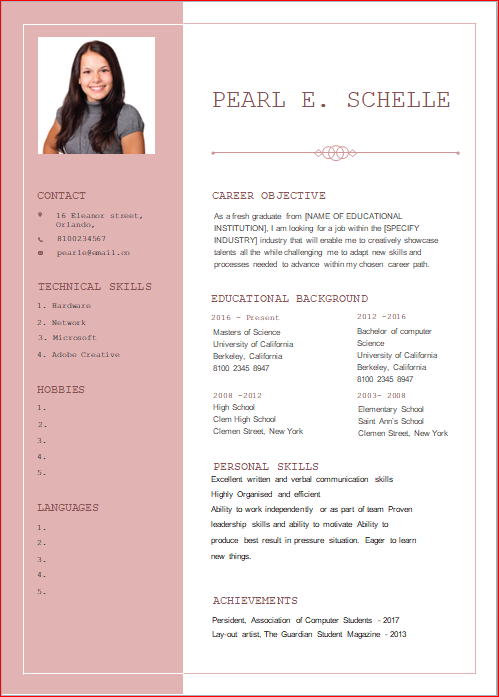 PEARL E. SCHELLE
CONTACT
16 Eleanor street,
Orlando,
8100234567
pearle@email.co
TECHNICAL SKILLS
1. Hardware
2. Network
3. Microsoft
4. Adobe Creative
HOBBIES
1.
2.
3.
4.
5.
LANGUAGES
1.
2.
3.
4.
5.
CAREER OBJECTIVE
As a fresh graduate from [NAME OF EDUCATIONAL
INSTITUTION], I am looking for a job within the [SPECIFY
INDUSTRY] industry that will enable me to creatively showcase
talents all the while challenging me to adapt new skills and
processes needed to advance within my chosen career path.
EDUCATIONAL BACKGROUND
2016 - Present
Masters of Science
University of California
Berkeley, California
8100 2345 8947
2012 -2016
Bachelor of computer
Science
University of California
Berkeley, California
8100 2345 8947
2008 -2012
High School
Clem High School
Clemen Street, New York
2003- 2008
Elementary School
Saint Ann's School
Clemen Street, New York
PERSONAL SKILLS
Excellent written and verbal communication skills
Highly Organised and efficient
Ability to work independently or as part of team Proven
leadership skills and ability to motivate Ability to
produce best result in pressure situation. Eager to learn
new things.
ACHIEVEMENTS
Persident, Association of Computer Students - 2017
Lay-out artist, The Guardian Student Magazine - 2013